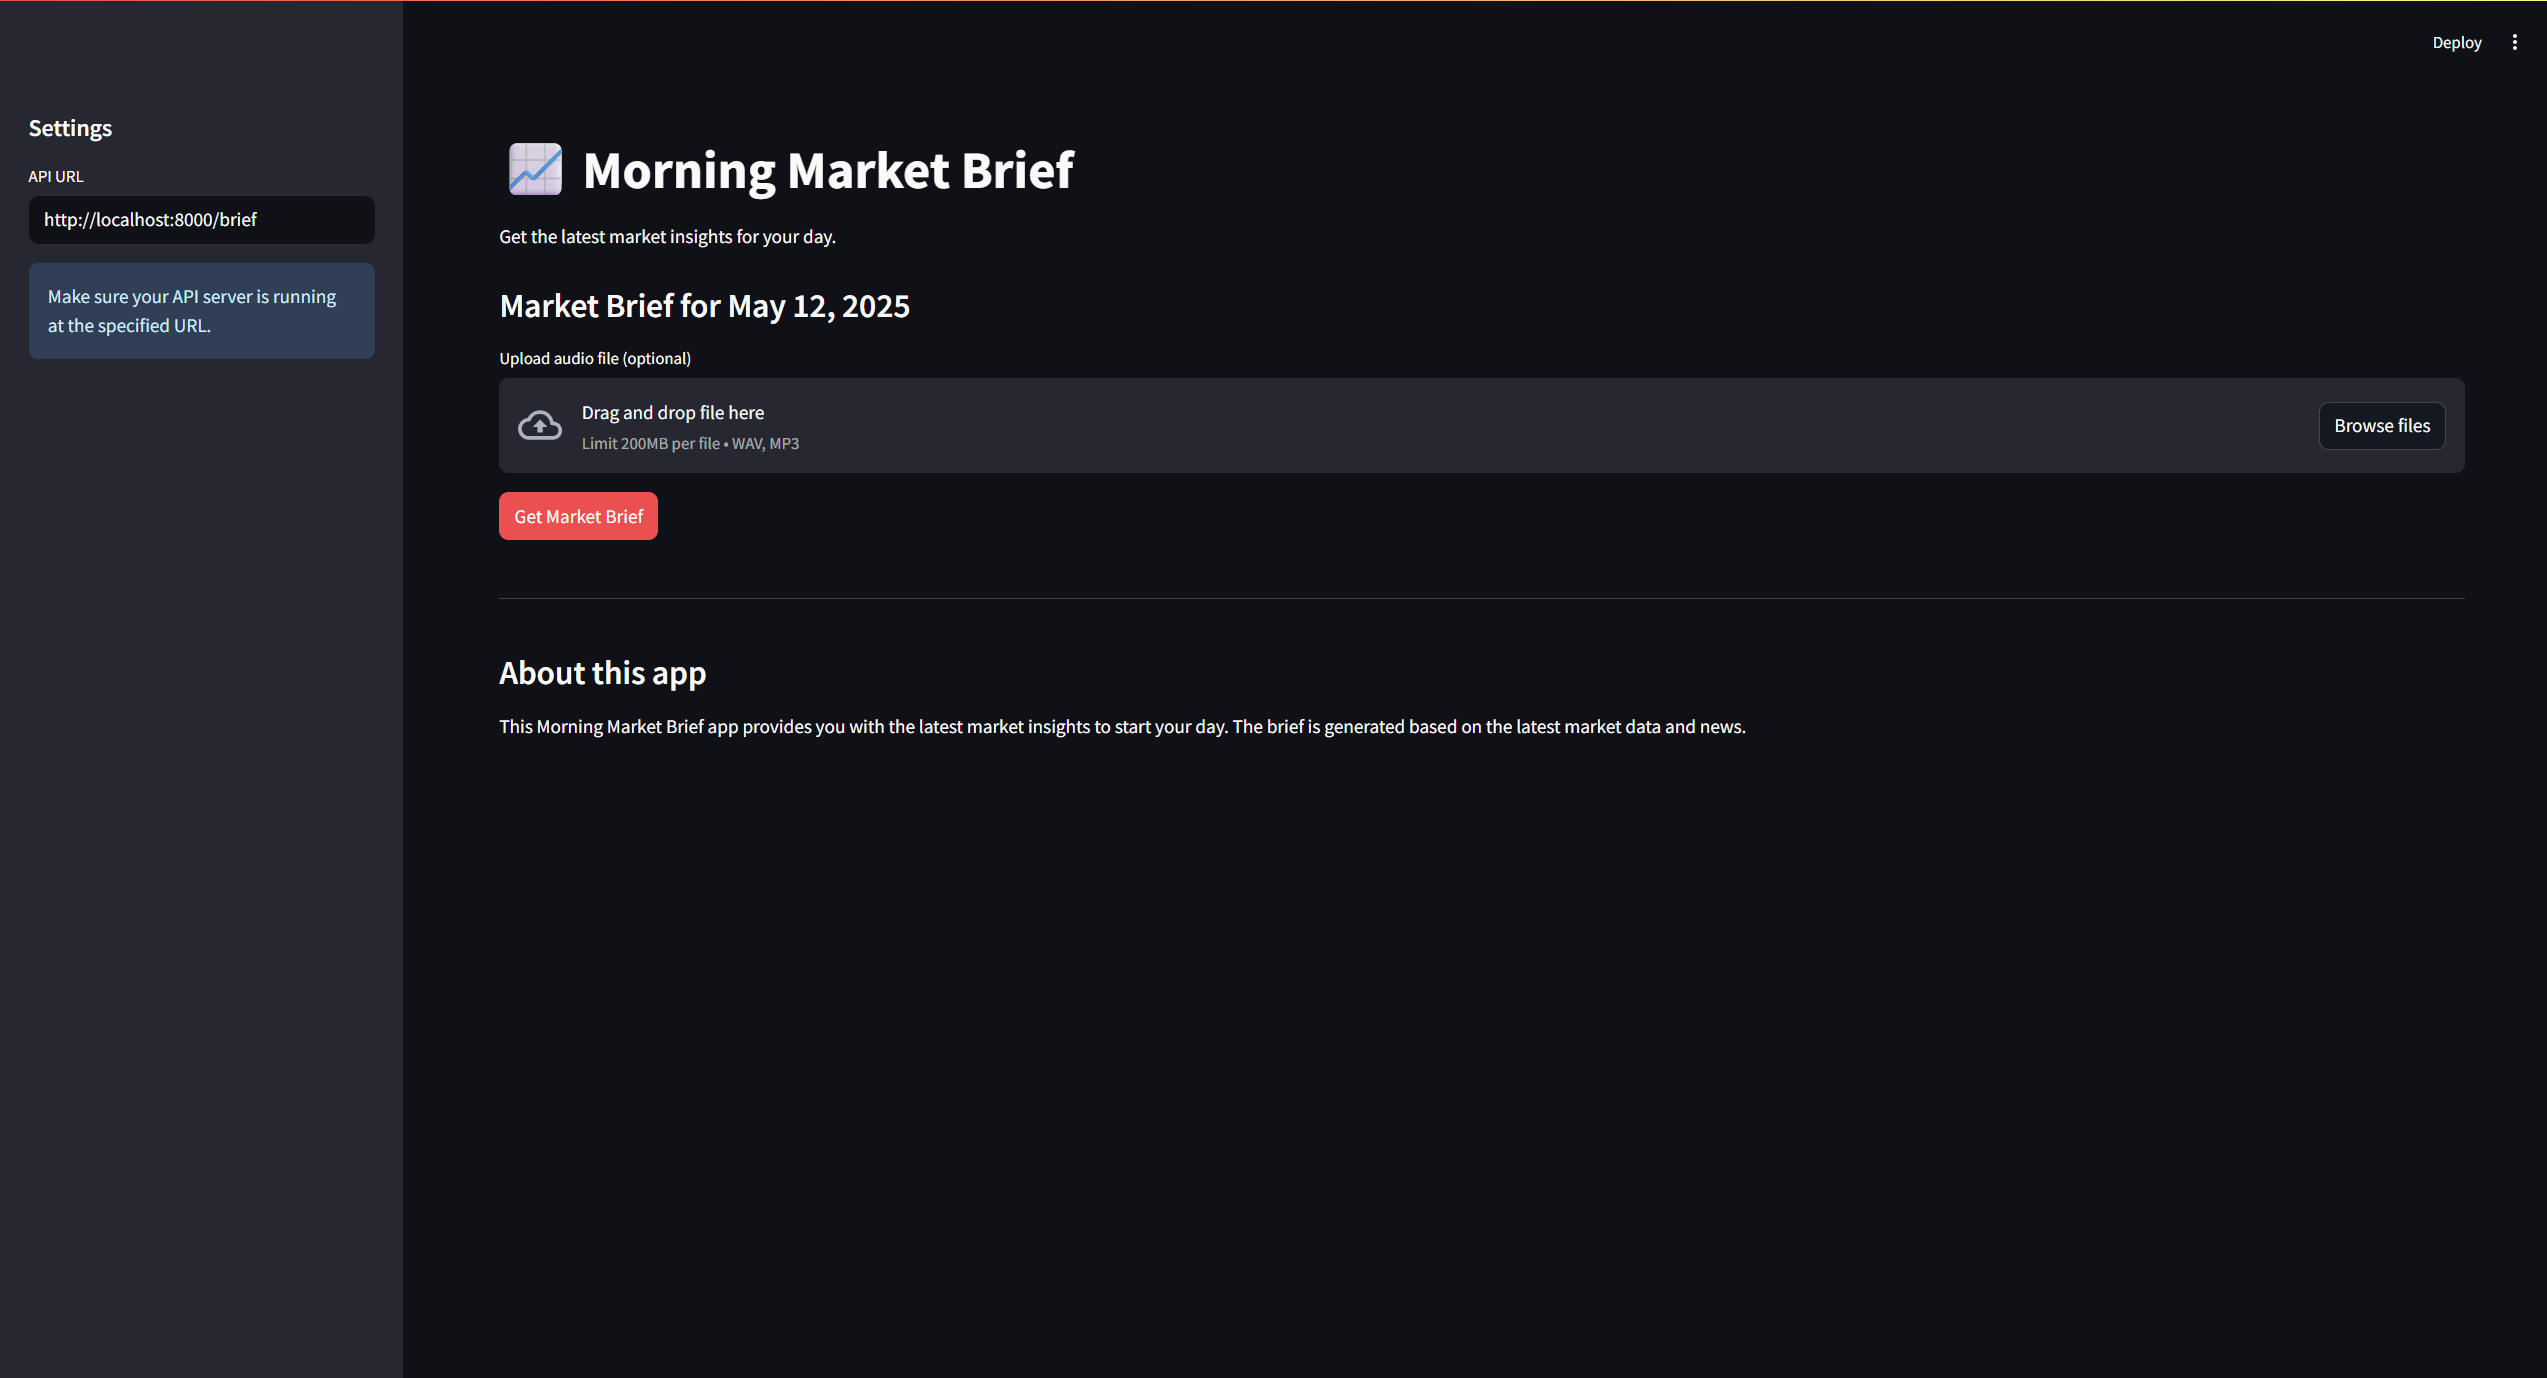 Deploy
Settings
API URL
http://localhost:8000/brief
Make sure your API server is running
at the specified URL.
Morning Market Brief
Get the latest market insights for your day.
Market Brief for May 12, 2025
Upload audio file (optional)
Drag and drop file here
Limit 200MB per file • WAV, MP3
Browse files
Get Market Brief
About this app
This Morning Market Brief app provides you with the latest market insights to start your day. The brief is generated based on the latest market data and news.